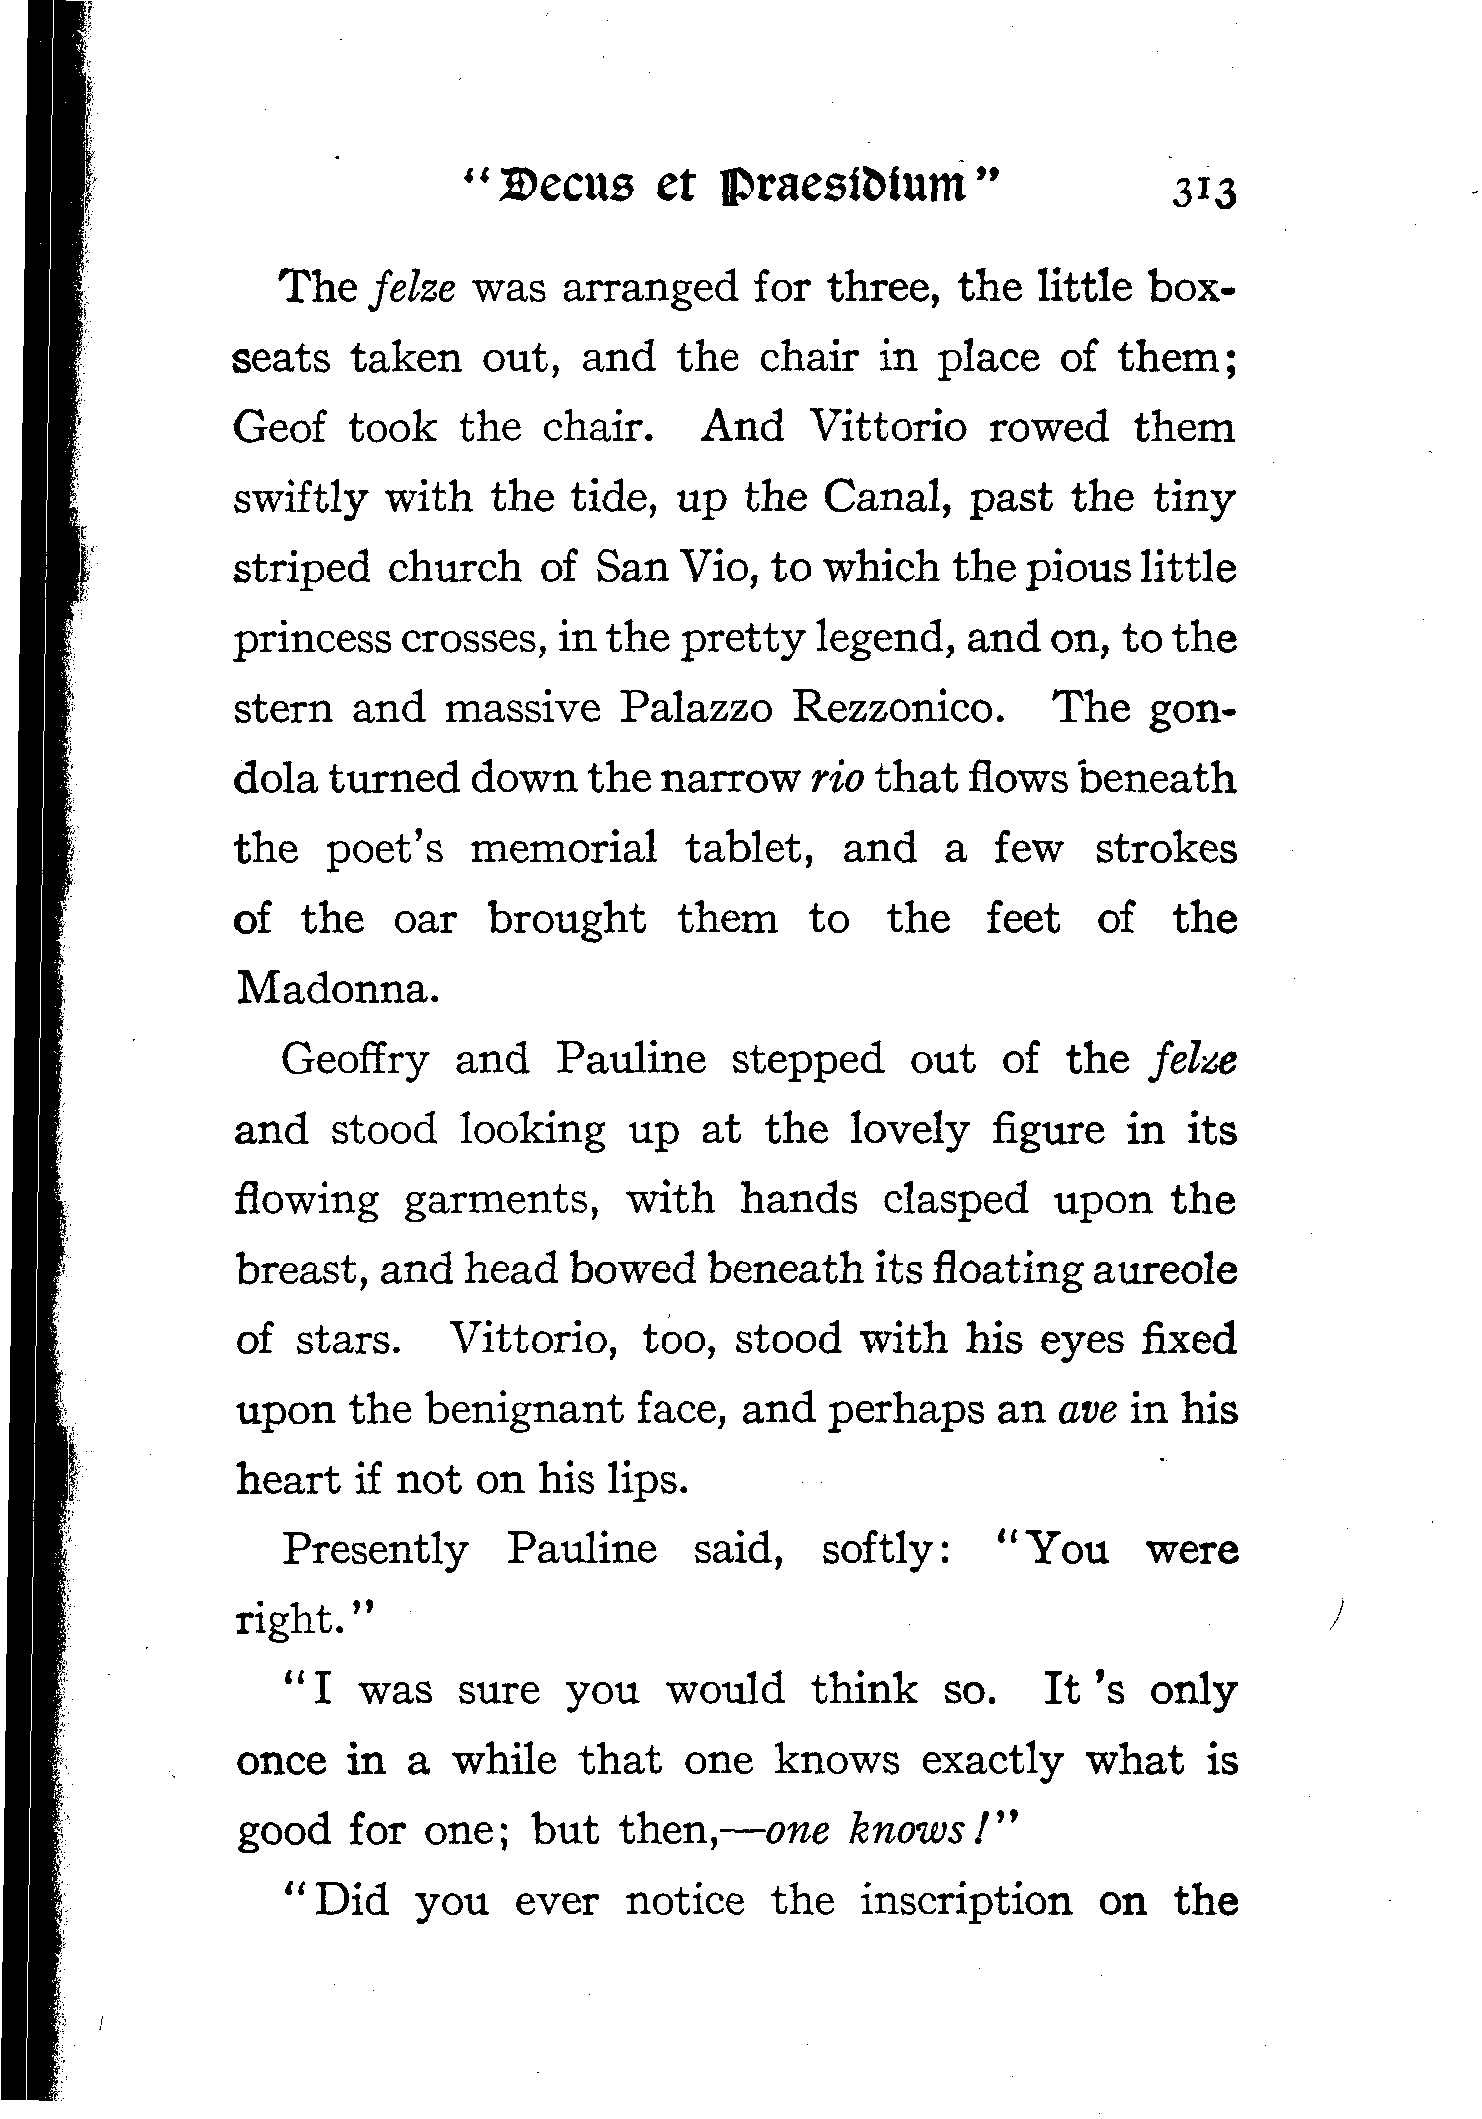 "Decus et Praesidium" 313
The felze was arranged for three, the little box-
seats taken out, and the chair in place of them;
Geof took the chair. And Vittorio rowed them
swiftly with the tide, up the Canal, past the tiny
striped church of San Vio, to which the pious little
princess crosses, in the pretty legend, and on, to the
stern and massive Palazzo Rezzonico. The gon-
dola turned down the narrow rio that flows beneath
the poet's memorial tablet, and a few strokes
of the oar brought them to the feet of the
Madonna.
Geoffry and Pauline stepped out of the felze
and stood looking up at the lovely figure in its
flowing garments, with hands clasped upon the
breast, and head bowed beneath its floating aureole
of stars. Vittorio, too, stood with his eyes fixed
upon the benignant face, and perhaps an ave in his
heart if not on his lips.
Presently Pauline said, softly: "You were
right."
"I was sure you would think so. It 's only
once in a while that one knows exactly what is
good for one; but then,—one knows!"
"Did you ever notice the inscription on the